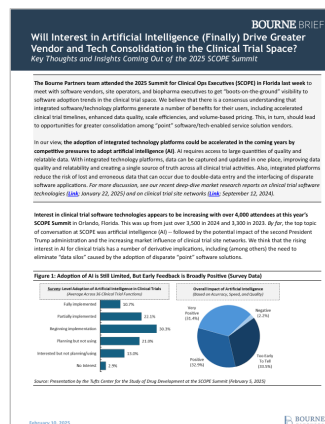 BOURNE BRIEF
Will Interest in Artificial Intelligence (Finally) Drive Greater
Vendor and Tech Consolidation in the Clinical Trial Space?
Key Thoughts and Insights Coming Out of the 2025 SCOPE Summit
The Bourne Partners team attended the 2025 Summit for Clinical Ops Executives (SCOPE) in Florida last week to
meet with software vendors, site operators, and biopharma executives to get "boots-on-the-ground" visibility to
software adoption trends in the clinical trial space. We believe that there is a consensus understanding that
integrated software/technology platforms generate a number of benefits for their users, including accelerated
clinical trial timelines, enhanced data quality, scale efficiencies, and volume-based pricing. This, in turn, should lead
to opportunities for greater consolidation among "point" software/tech-enabled service solution vendors.
In our view, the adoption of integrated technology platforms could be accelerated in the coming years by
competitive pressures to adopt artificial intelligence (AI). AI requires access to large quantities of quality and
relatable data. With integrated technology platforms, data can be captured and updated in one place, improving data
quality and relatability and creating a single source of truth across all clinical trial activities. Also, integrated platforms
reduce the risk of lost and erroneous data that can occur due to double-data entry and the interfacing of disparate
software applications. For more discussion, see our recent deep-dive market research reports on clinical trial software
technologies (Link; January 22, 2025) and on clinical trial site networks (Link; September 12, 2024).
Interest in clinical software technologies appears to be increasing with over 4,000 attendees at this year's
SCOPE Summit in Orlando, Florida. This was up from just over 3,500 in 2024 and 3,300 in 2023. By far, the top topic
of conversation at SCOPE was artificial intelligence (AI) -- followed by the potential impact of the second President
Trump administration and the increasing influence of clinical trial site networks. We think that the rising
interest in AI for clinical trials has a number of derivative implications, including (among others) the need to
eliminate "data silos" caused by the adoption of disparate "point" software solutions.
Figure 1: Adoption of AI is Still Limited, But Early Feedback is Broadly Positive (Survey Data)
Survey: Level Adoption of Artificial Intelligence in Clinical Trials
(Average Across 36 Clinical Trial Functions)
Fully implemented
10.7%
Partially implemented
22.1%
Beginning implementation
30.3%
Planning but not using
21.0%
Interested but not planning/using
13.0%
No interest
2.9%
Overall Impact of Artificial Intelligence
(Based on Accuracy, Speed, and Quality)
Very
Positive
Negative
Positive
(32.9%)
Too Early
To Tell
Source: Presentation by the Tufts Center for the Study of Drug Development at the SCOPE Summit (February 5, 2025)
February 10, 2025
BOURNE